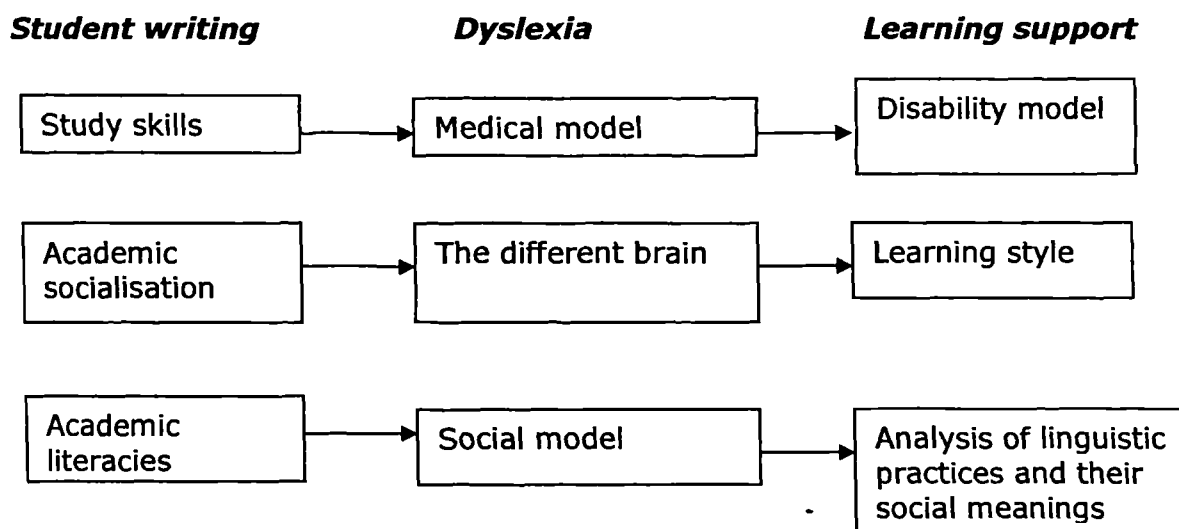 Student writing Dyslexia Learning support
Study skills Medical model Disability model
Academic
socialisation
The different brain
Learning style
Academic
literacies
Social model
Analysis of linguistic
practices and their
social meanings